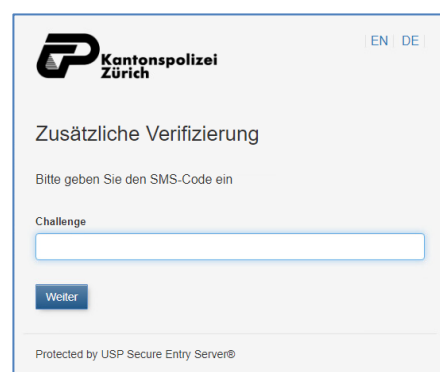 Kantonspolizei
Zürich
EN | DE
Zusätzliche Verifizierung
Bitte geben Sie den SMS-Code ein
Challenge
Weiter
Protected by USP Secure Entry Server®